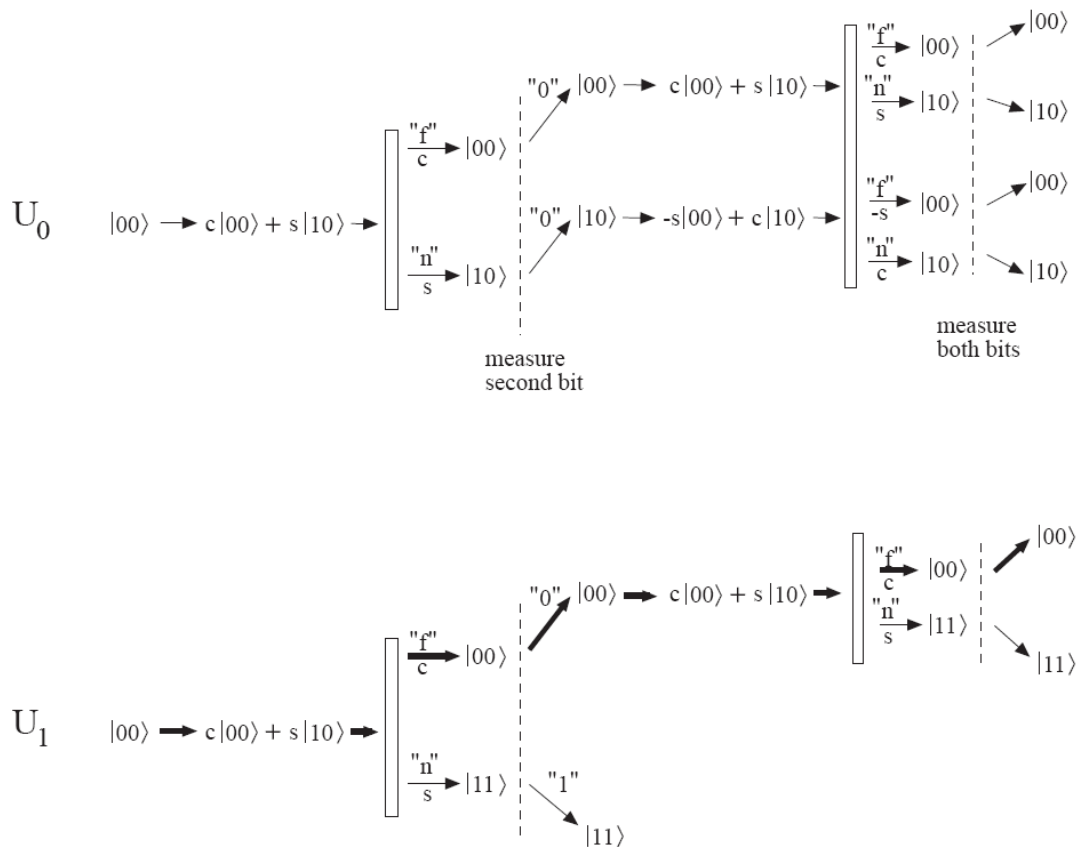 U₀
|00⟩ → c|00⟩ + s|10⟩ →
"f"
c
|00⟩
"n"
s
|10⟩
"0"
|00⟩ → c|00⟩ + s|10⟩ →
"0"
|10⟩ → -s|00⟩ + c|10⟩ →
measure
second bit
"f"
c
|00⟩
|00⟩
"n"
s
|10⟩
|10⟩
"f"
-s
|00⟩
|00⟩
"n"
c
|10⟩
|10⟩
measure
both bits
U₁
|00⟩ → c|00⟩ + s|10⟩ →
"f"
c
|00⟩
"n"
s
|11⟩
"0"
|00⟩ → c|00⟩ + s|10⟩ →
"1"
|11⟩
"f"
c
|00⟩
|00⟩
"n"
s
|11⟩
|11⟩